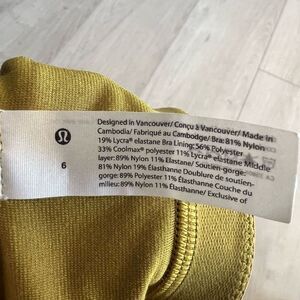 Designed in Vancouver/ Conçu à Vancouver/ Made in
Cambodia/ Fabriqué au Cambodge/ Bra: 81% Nylon
19% Lycra® elastane Bra Lining: 56% Polyester
33% Coolmax® polyester 11% Lycra® elastane Middle
layer: 89% Nylon 11% Elastane/ Soutien-gorge:
81% Nylon 19% Élasthanne Doublure de soutien-
gorge: 89% Polyester 11% Élasthanne Couche du
milieu: 89% Nylon 11% Élasthanne/ Exclusive of
6